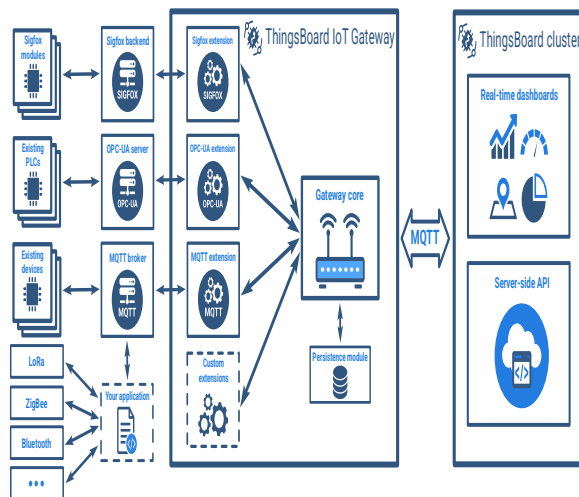 Sigfox
modules
Sigfox backend
SIGFOX
Sigfox extension
SIGFOX
ThingsBoard IoT Gateway
ThingsBoard cluster
Real-time dashboards
Existing
PLCs
OPC-UA server
OPC-UA
OPC-UA extension
OPC-UA
Gateway core
MQTT
Existing
devices
MQTT broker
MQTT
MQTT extension
MQTT
Server-side API
</>
Persistence module
LoRa
ZigBee
Bluetooth
...
Your application
</>
Custom
extensions